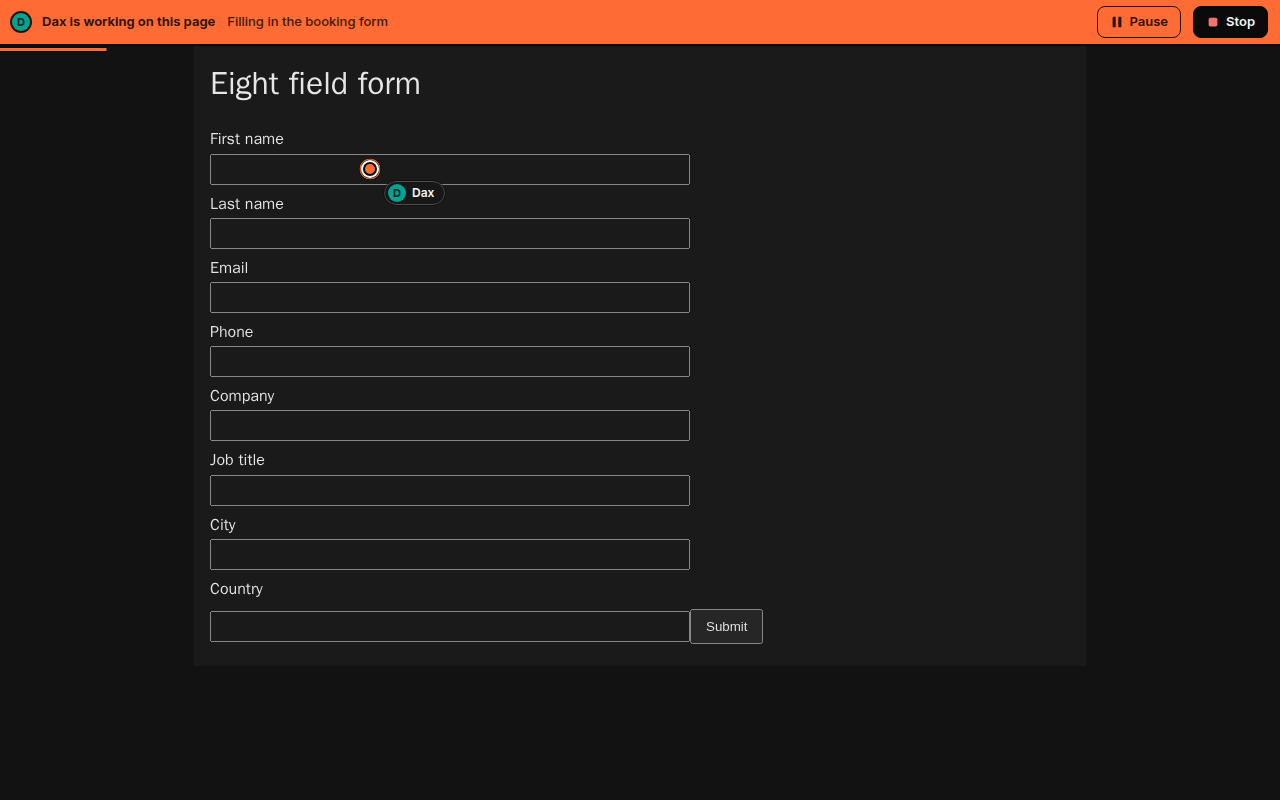 D Dax is working on this page Filling in the booking form Pause Stop
Eight field form
First name
D Dax
Last name
Email
Phone
Company
Job title
City
Country
Submit